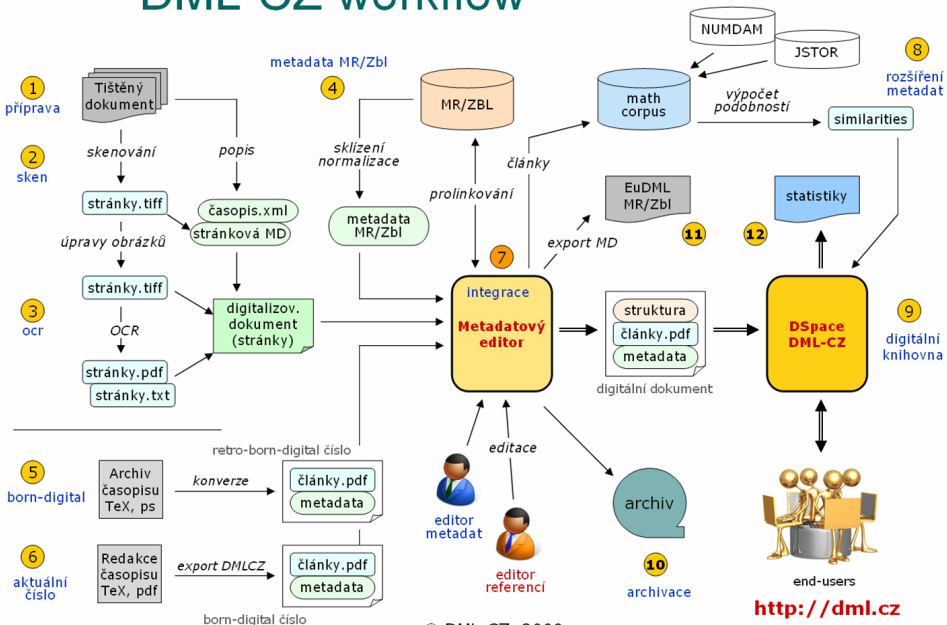 DML-CZ workflow
NUMDAM
JSTOR
8
rozšíření
metadat
metadata MR/Zbl
4
1
příprava
Tištěný
dokument
MR/ZBL
math
corpus
výpočet
podobností
similarities
2
sken
skenování
popis
sklízení
normalizace
články
prolinkování
stránky.tiff
časopis.xml
stránková MD
metadata
MR/Zbl
EuDML
MR/Zbl
statistiky
11
12
úpravy obrázků
export MD
7
stránky.tiff
integrace
Metadatový
editor
3
ocr
OCR
digitalizov.
dokument
(stránky)
struktura
články.pdf
metadata
digitální dokument
DSpace
DML-CZ
9
digitální
knihovna
stránky.pdf
stránky.txt
retro-born-digital číslo
5
born-digital
Archiv
časopisu
TeX, ps
konverze
články.pdf
metadata
editace
editor
metadat
archiv
6
aktuální
číslo
Redakce
časopisu
TeX, pdf
export DMLCZ
články.pdf
metadata
born-digital číslo
editor
referencí
10
archivace
end-users
http://dml.cz